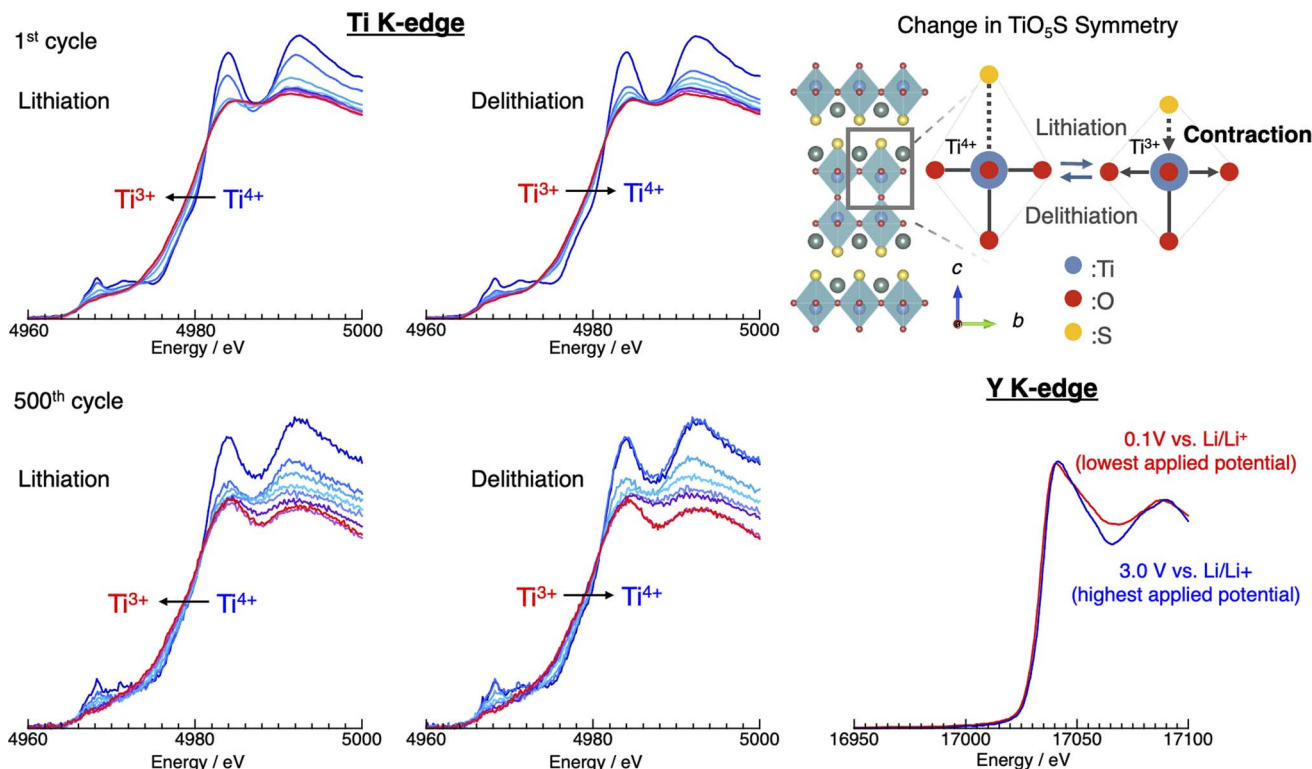 Ti K-edge
1st cycle
Lithiation
Ti3+
Ti4+
4960
4980
5000
Energy / eV
Delithiation
Ti3+
Ti4+
4960
4980
5000
Energy / eV
Change in TiO5S Symmetry
Ti4+
Lithiation
Delithiation
Ti3+
Contraction
:Ti
:O
:S
c
b
500th cycle
Lithiation
Ti3+
Ti4+
4960
4980
5000
Energy / eV
Delithiation
Ti3+
Ti4+
4960
4980
5000
Energy / eV
Y K-edge
0.1V vs. Li/Li+
(lowest applied potential)
3.0 V vs. Li/Li+
(highest applied potential)
16950
17000
17050
17100
Energy / eV